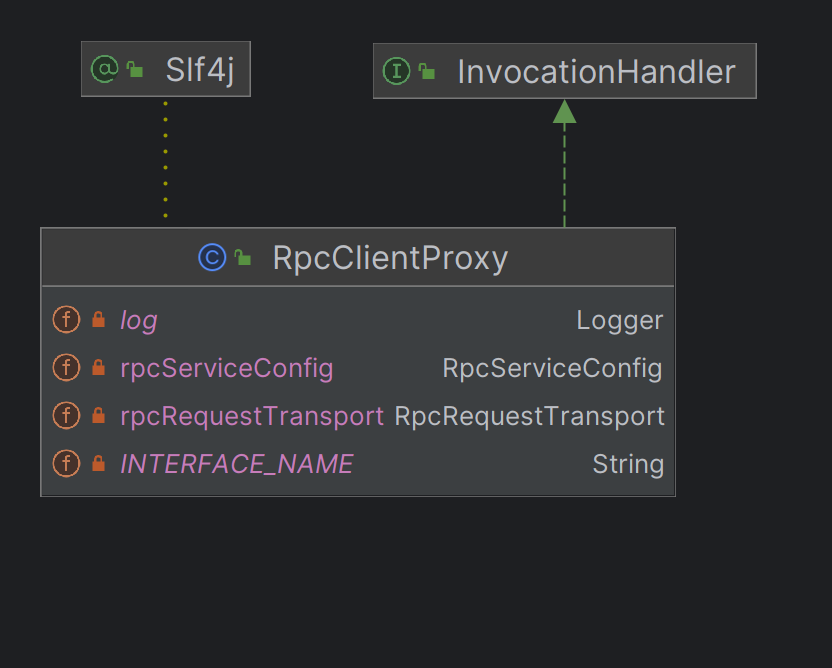 @ Slf4j
I InvocationHandler
C RpcClientProxy
f log Logger
f rpcServiceConfig RpcServiceConfig
f rpcRequestTransport RpcRequestTransport
f INTERFACE_NAME String